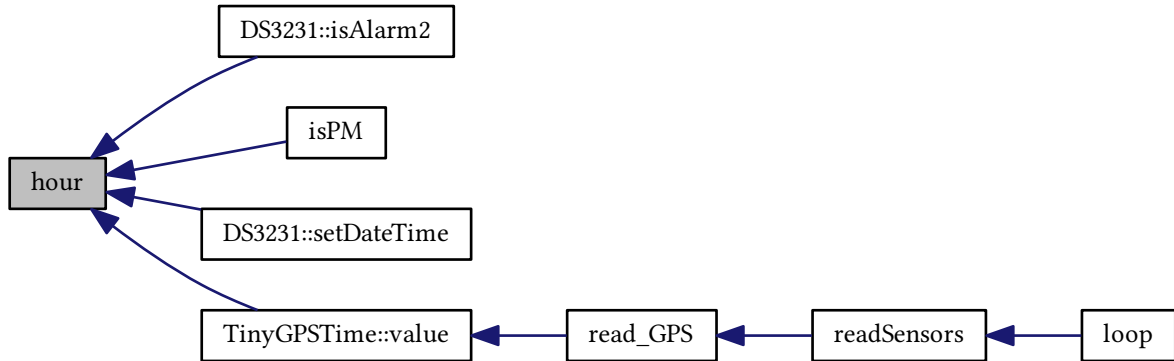 DS3231::isAlarm2
isPM
hour
DS3231::setDateTime
TinyGPSTime::value
read_GPS
readSensors
loop